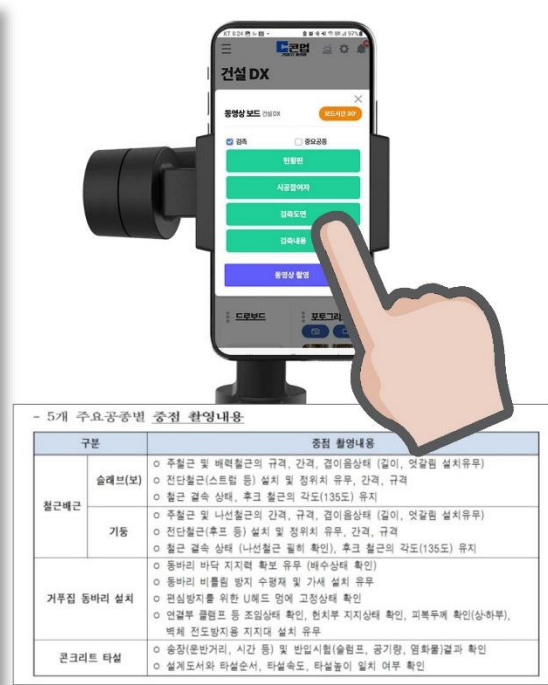 건설 DX
동영상 보드 건설DX
검측
중요공종
현황판
시공참여자
검측도면
검측내용
동영상 촬영
드로보드
- 5개 주요공종별 중점 촬영내용
구분
중점 촬영내용
철근배근
슬래브(보)
ㅇ 주철근 및 배력철근의 규격, 간격, 겹이음상태 (길이, 엇갈림 설치유무)
ㅇ 전단철근(스트럽 등) 설치 및 정위치 유무, 간격, 규격
ㅇ 철근 결속 상태, 후크 철근의 각도(135도) 유지
기둥
ㅇ 주철근 및 나선철근의 간격, 규격, 겹이음상태 (길이, 엇갈림 설치유무)
ㅇ 전단철근(후프 등) 설치 및 정위치 유무, 간격, 규격
ㅇ 철근 결속 상태 (나선철근 필히 확인), 후크 철근의 각도(135도) 유지
거푸집 동바리 설치
ㅇ 동바리 바닥 지지력 확보 유무 (배수상태 확인)
ㅇ 동바리 비틀림 방지 수평재 및 가새 설치 유무
ㅇ 편심방지를 위한 U헤드 멍에 고정상태 확인
ㅇ 연결부 클램프 등 조임상태 확인, 헌치부 지지상태 확인, 피복두께 확인(상·하부),
벽체 전도방지용 지지대 설치 유무
콘크리트 타설
ㅇ 송장(운반거리, 시간 등) 및 반입시험(슬럼프, 공기량, 염화물)결과 확인
ㅇ 설계도서와 타설순서, 타설속도, 타설높이 일치 여부 확인